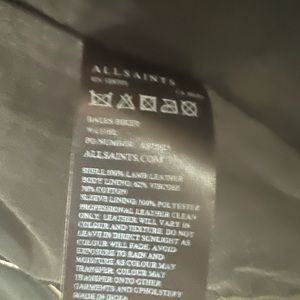 ALLSAINTS
RN
CA
BALES BIKER
PO NUMBER:
ALLSAINTS.COM
SHELL:100% LAMB LEATHER
BODY LINING: 62% VISCOSE
COTTON
SLEEVE LINING:100% POLYESTER
PROFESSIONAL LEATHER CLEAN
ONLY. LEATHER WILL VARY IN
COLOUR AND TEXTURE. DO NOT
LEAVE IN DIRECT SUNLIGHT AS
COLOUR WILL FADE. AVOID
EXPOSURE TO RAIN AND
MOISTURE AS COLOUR MAY
TRANSFER. COLOUR MAY
TRANSFER ONTO OTHER
GARMENTS AND UPHOLSTERY
MADE IN INDIA